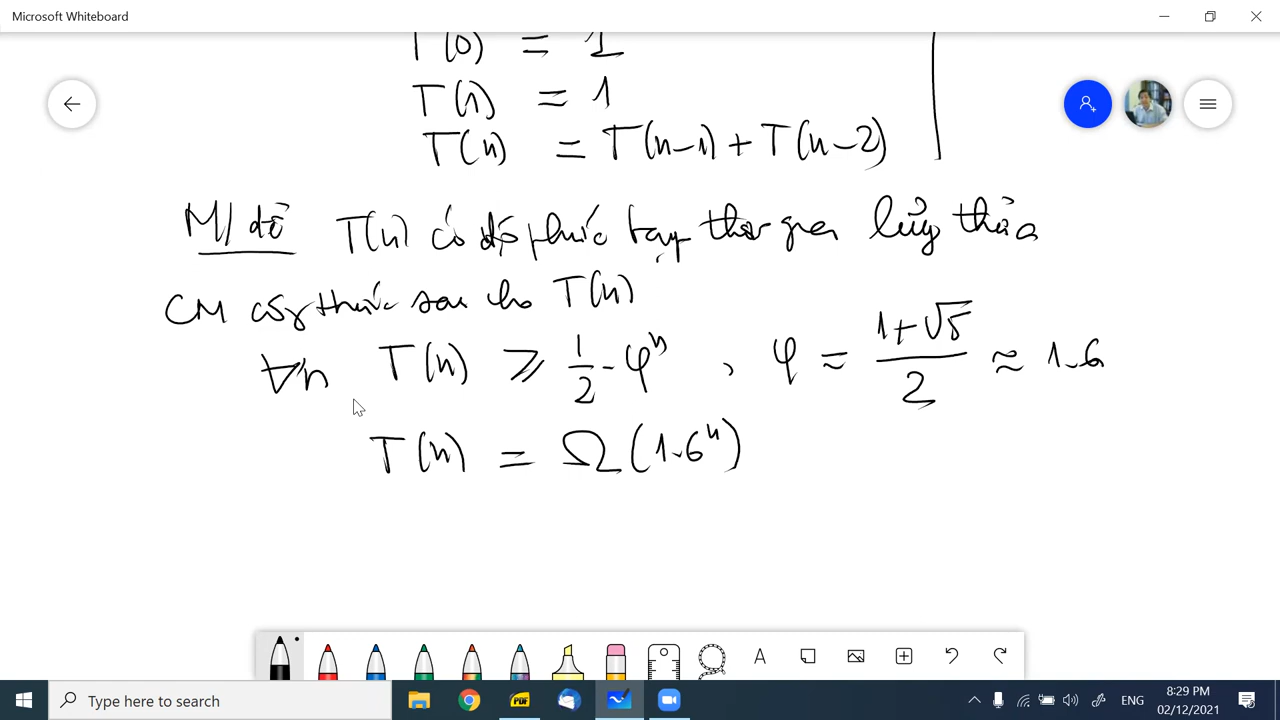 Microsoft Whiteboard
T(0) = 1
T(1) = 1
T(n) = T(n-1) + T(n-2)
M/đề T(n) có độ phức tạp thời gian lũy thừa
CM công thức sau cho T(n)
∀n T(n) ≥ 1/2 - φ^n , φ = (1+√5)/2 ≈ 1.6
T(n) = Ω(1.6^n)
A
Type here to search
PDF
ENG
8:29 PM
02/12/2021